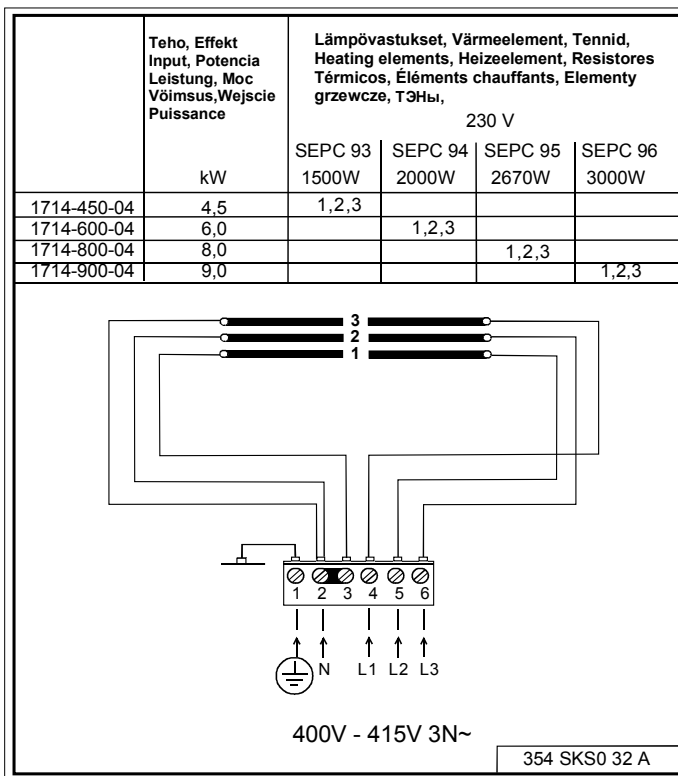 Teho, Effekt
Input, Potencia
Leistung, Moc
Vöimsus,Wejscie
Puissance
kW
Lämpövastukset, Värmeelement, Tennid,
Heating elements, Heizeelement, Resistores
Térmicos, Éléments chauffants, Elementy
grzewcze, ТЭНы,
230 V
SEPC 93 SEPC 94 SEPC 95 SEPC 96
1500W 2000W 2670W 3000W
1714-450-04 4,5 1,2,3
1714-600-04 6,0 1,2,3
1714-800-04 8,0 1,2,3
1714-900-04 9,0 1,2,3
3
2
1
1 2 3 4 5 6
N L1 L2 L3
400V - 415V 3N~
354 SKS0 32 A